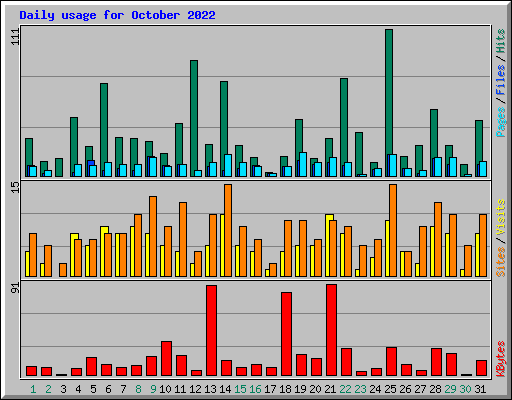 Daily usage for October 2022
111
Pages / Files / Hits
15
Sites / Visits
91
KBytes
1 2 3 4 5 6 7 8 9 10 11 12 13 14 15 16 17 18 19 20 21 22 23 24 25 26 27 28 29 30 31